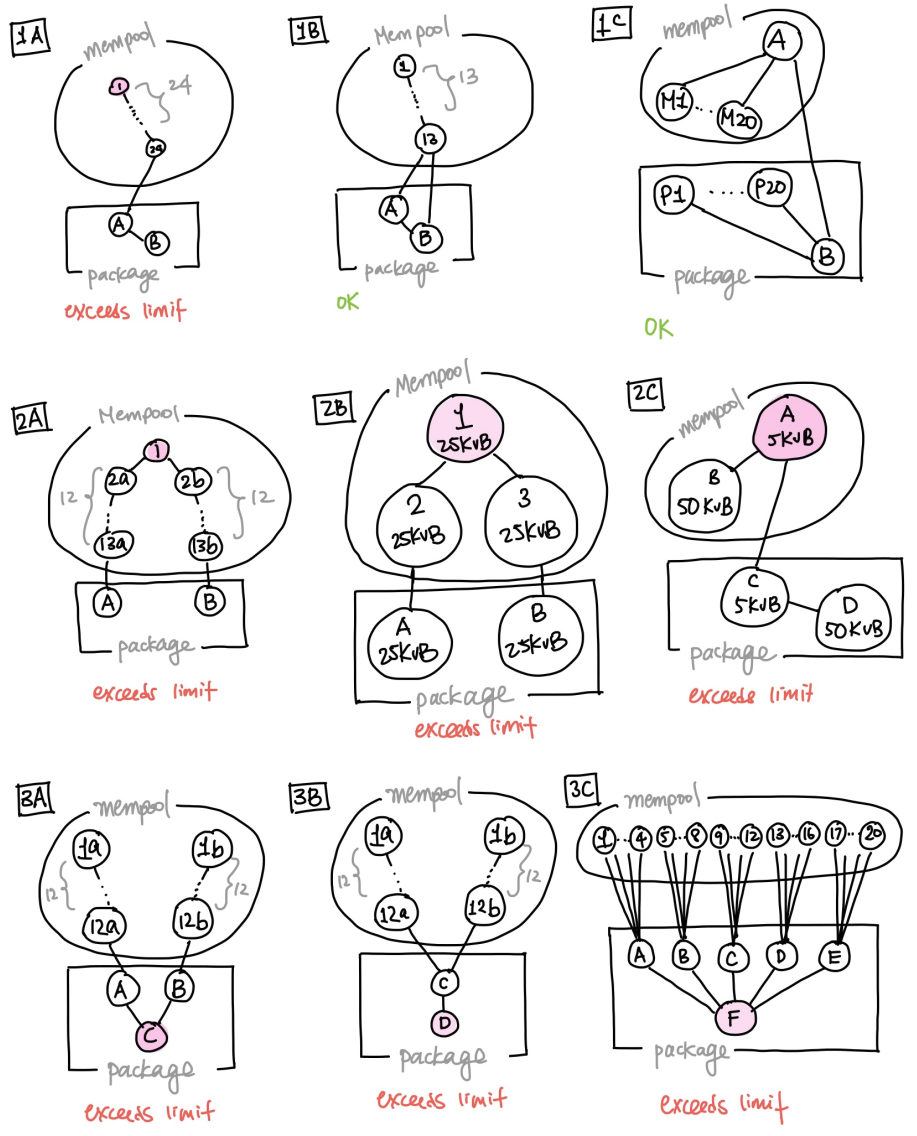 1A
mempool
1
24
24
A
B
package
exceeds limit
1B
Mempool
1
13
13
A
B
package
OK
1C
mempool
A
M1 .... M20
P1 .... P20
B
package
OK
2A
Mempool
1
2a 2b
12 12
13a 13b
A B
package
exceeds limit
2B
Mempool
1
25KvB
2 3
25KvB 25KvB
A B
25KvB 25KvB
package
exceeds limit
2C
mempool
A
5KvB
B
50KvB
C
5KvB
D
50KvB
package
exceeds limit
3A
mempool
1a 1b
12 12
12a 12b
A B
C
package
exceeds limit
3B
mempool
1a 1b
12 12
12a 12b
C
D
package
exceeds limit
3C
mempool
1 .. 4 5 .. 8 9 .. 12 13 .. 16 17 .. 20
A B C D E
F
package
exceeds limit